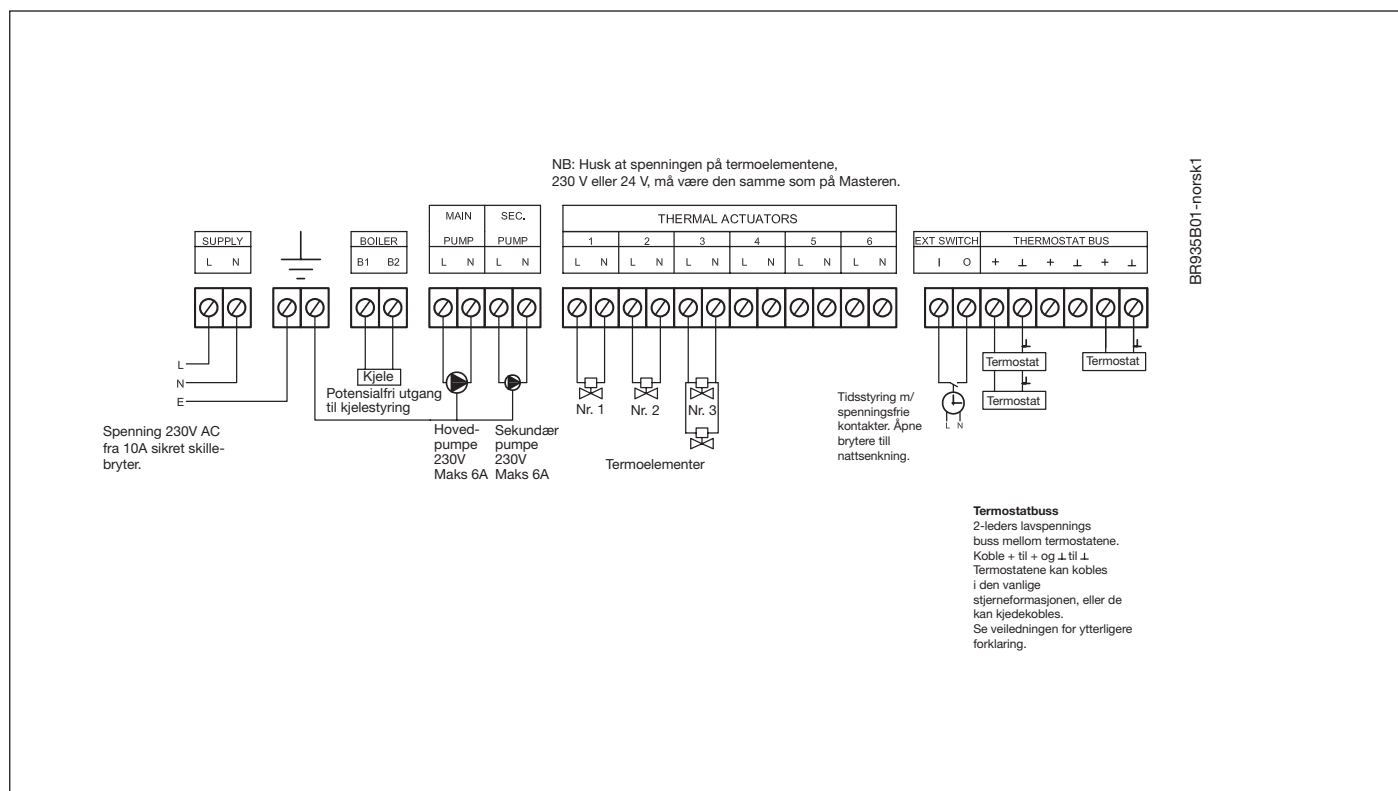 NB: Husk at spenningen på termoelementene,
230 V eller 24 V, må være den samme som på Masteren.
BR935B01-norsk1
MAIN SEC. THERMAL ACTUATORS
SUPPLY BOILER PUMP PUMP 1 2 3 4 5 6 EXT SWITCH THERMOSTAT BUS
L N B1 B2 L N L N L N L N L N L N L N L N I O + ⊥ + ⊥ + ⊥
L
N
E
Spenning 230V AC
fra 10A sikret skille-
bryter.
Kjele
Potensialfri utgang
til kjelestyring
Hoved-
pumpe
230V
Maks 6A
Sekundær
pumpe
230V
Maks 6A
Nr. 1 Nr. 2 Nr. 3
Termoelementer
Tidsstyring m/
spenningsfrie
kontakter. Åpne
brytere till
nattsenkning.
L N
⊥ ⊥
Termostat Termostat
⊥
Termostat
Termostatbuss
2-leders lavspennings
buss mellom termostatene.
Koble + til + og ⊥ til ⊥
Termostatene kan kobles
i den vanlige
stjerneformasjonen, eller de
kan kjedekobles.
Se veiledningen for ytterligere
forklaring.